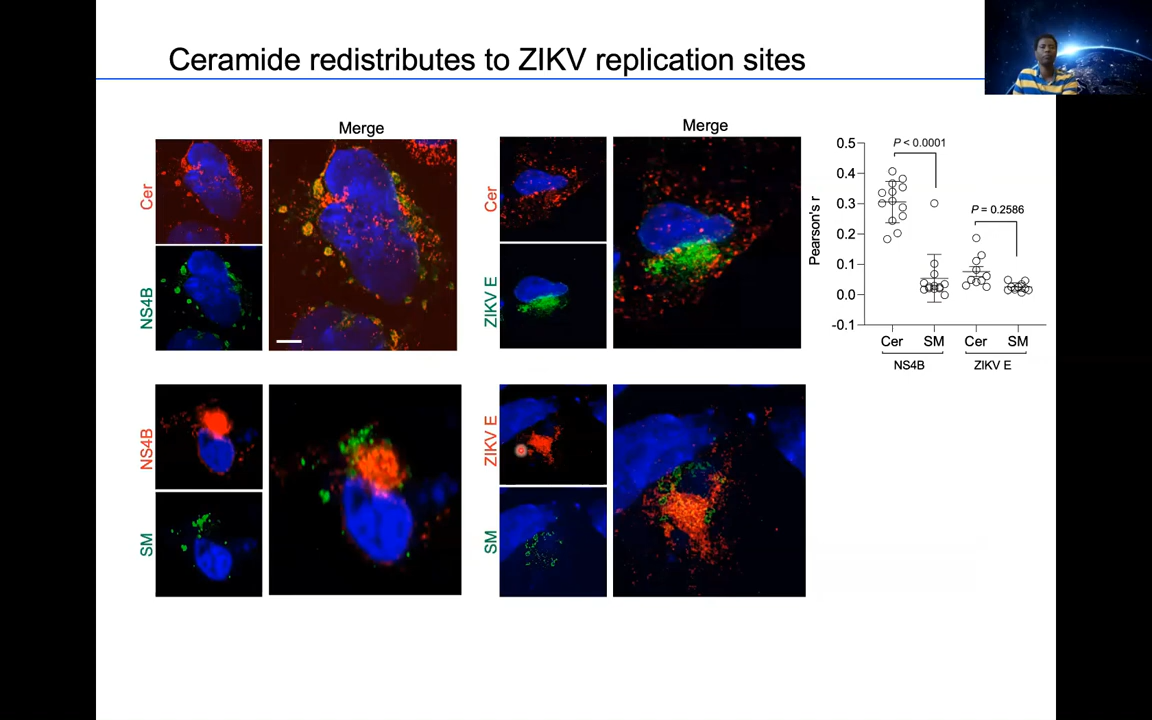 Ceramide redistributes to ZIKV replication sites
Merge
Cer
NS4B
Merge
Cer
ZIKV E
NS4B
SM
ZIKV E
SM
Pearson's r
0.5
0.4
0.3
0.2
0.1
0.0
-0.1
P < 0.0001
P = 0.2586
Cer SM Cer SM
NS4B ZIKV E